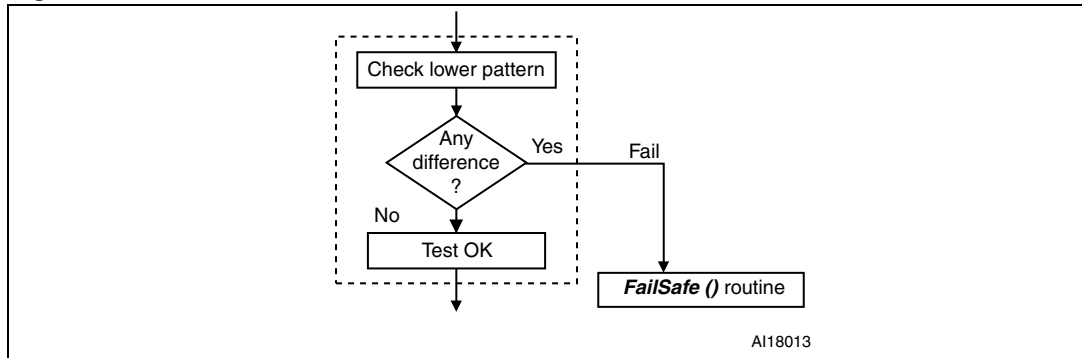 Check lower pattern
Any
difference
?
Yes
Fail
No
Test OK
FailSafe () routine
AI18013